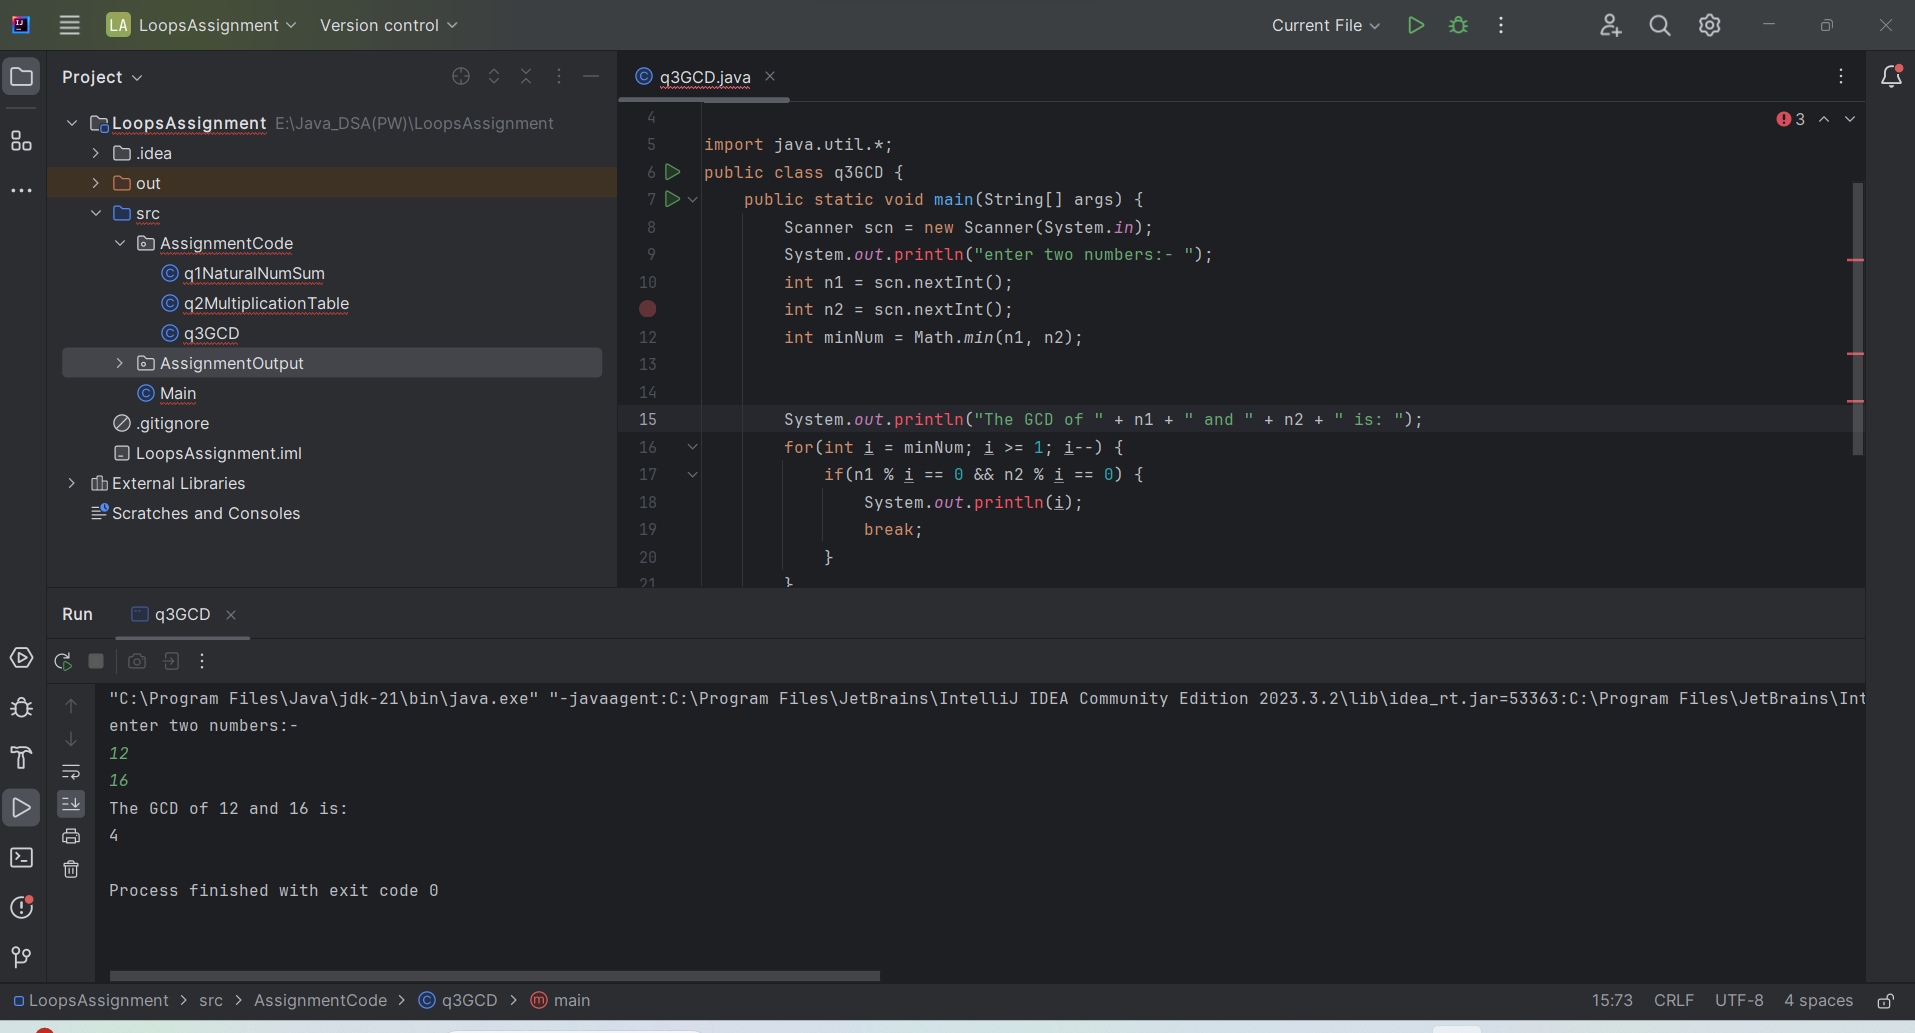 LA LoopsAssignment Version control Current File
Project
q3GCD.java
LoopsAssignment E:\Java_DSA(PW)\LoopsAssignment
.idea
out
src
AssignmentCode
q1NaturalNumSum
q2MultiplicationTable
q3GCD
AssignmentOutput
Main
.gitignore
LoopsAssignment.iml
External Libraries
Scratches and Consoles
3
4
5 import java.util.*;
6 public class q3GCD {
7 public static void main(String[] args) {
8 Scanner scn = new Scanner(System.in);
9 System.out.println("enter two numbers:- ");
10 int n1 = scn.nextInt();
int n2 = scn.nextInt();
12 int minNum = Math.min(n1, n2);
13
14
15 System.out.println("The GCD of " + n1 + " and " + n2 + " is: ");
16 for(int i = minNum; i >= 1; i--) {
17 if(n1 % i == 0 && n2 % i == 0) {
18 System.out.println(i);
19 break;
20 }
21 }
Run q3GCD
"C:\Program Files\Java\jdk-21\bin\java.exe" "-javaagent:C:\Program Files\JetBrains\IntelliJ IDEA Community Edition 2023.3.2\lib\idea_rt.jar=53363:C:\Program Files\JetBrains\Int
enter two numbers:-
12
16
The GCD of 12 and 16 is:
4
Process finished with exit code 0
LoopsAssignment > src > AssignmentCode > q3GCD > main 15:73 CRLF UTF-8 4 spaces